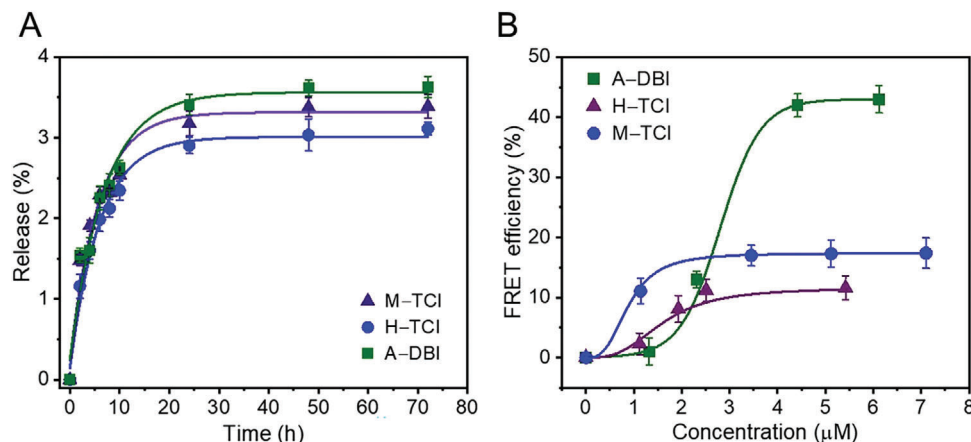 A
4
3
2
1
0
Release (%)
M–TCI
H–TCI
A–DBI
0 10 20 30 40 50 60 70 80
Time (h)
B
50
40
30
20
10
0
FRET efficiency (%)
A–DBI
H–TCI
M–TCI
0 1 2 3 4 5 6 7 8
Concentration (μM)